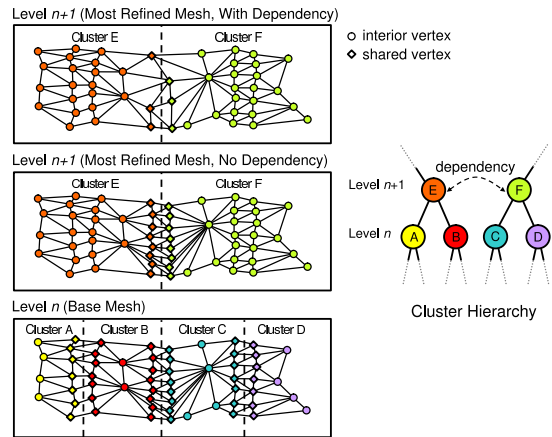 Level n+1 (Most Refined Mesh, With Dependency)
Cluster E
Cluster F
interior vertex
shared vertex
Level n+1 (Most Refined Mesh, No Dependency)
Cluster E
Cluster F
Level n (Base Mesh)
Cluster A
Cluster B
Cluster C
Cluster D
dependency
Level n+1
E
F
Level n
A
B
C
D
Cluster Hierarchy